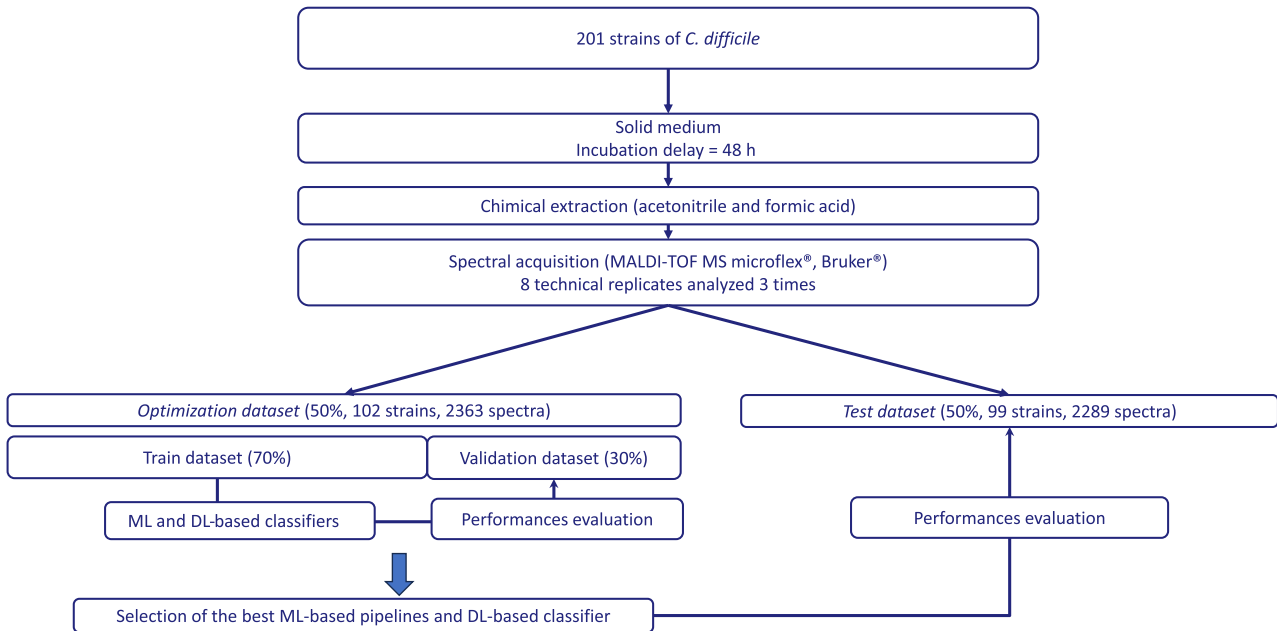 201 strains of C. difficile
Solid medium
Incubation delay = 48 h
Chimical extraction (acetonitrile and formic acid)
Spectral acquisition (MALDI-TOF MS microflex®, Bruker®)
8 technical replicates analyzed 3 times
Optimization dataset (50%, 102 strains, 2363 spectra)
Test dataset (50%, 99 strains, 2289 spectra)
Train dataset (70%)
Validation dataset (30%)
ML and DL-based classifiers
Performances evaluation
Performances evaluation
Selection of the best ML-based pipelines and DL-based classifier